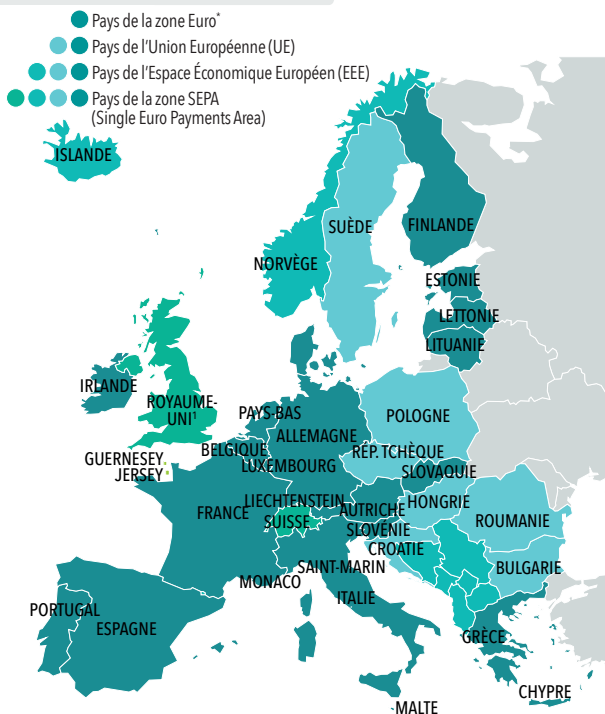 Pays de la zone Euro*
Pays de l'Union Européenne (UE)
Pays de l'Espace Économique Européen (EEE)
Pays de la zone SEPA
(Single Euro Payments Area)
ISLANDE
SUÈDE
FINLANDE
NORVÈGE
ESTONIE
LETTONIE
LITUANIE
IRLANDE
ROYAUME-
UNI¹
PAYS-BAS
POLOGNE
ALLEMAGNE
BELGIQUE
RÉP. TCHÈQUE
GUERNESEY
LUXEMBOURG
SLOVAQUIE
JERSEY
LIECHTENSTEIN
HONGRIE
FRANCE
AUTRICHE
SUISSE
ROUMANIE
SLOVÉNIE
CROATIE
SAINT-MARIN
BULGARIE
MONACO
ITALIE
PORTUGAL
ESPAGNE
GRÈCE
CHYPRE
MALTE